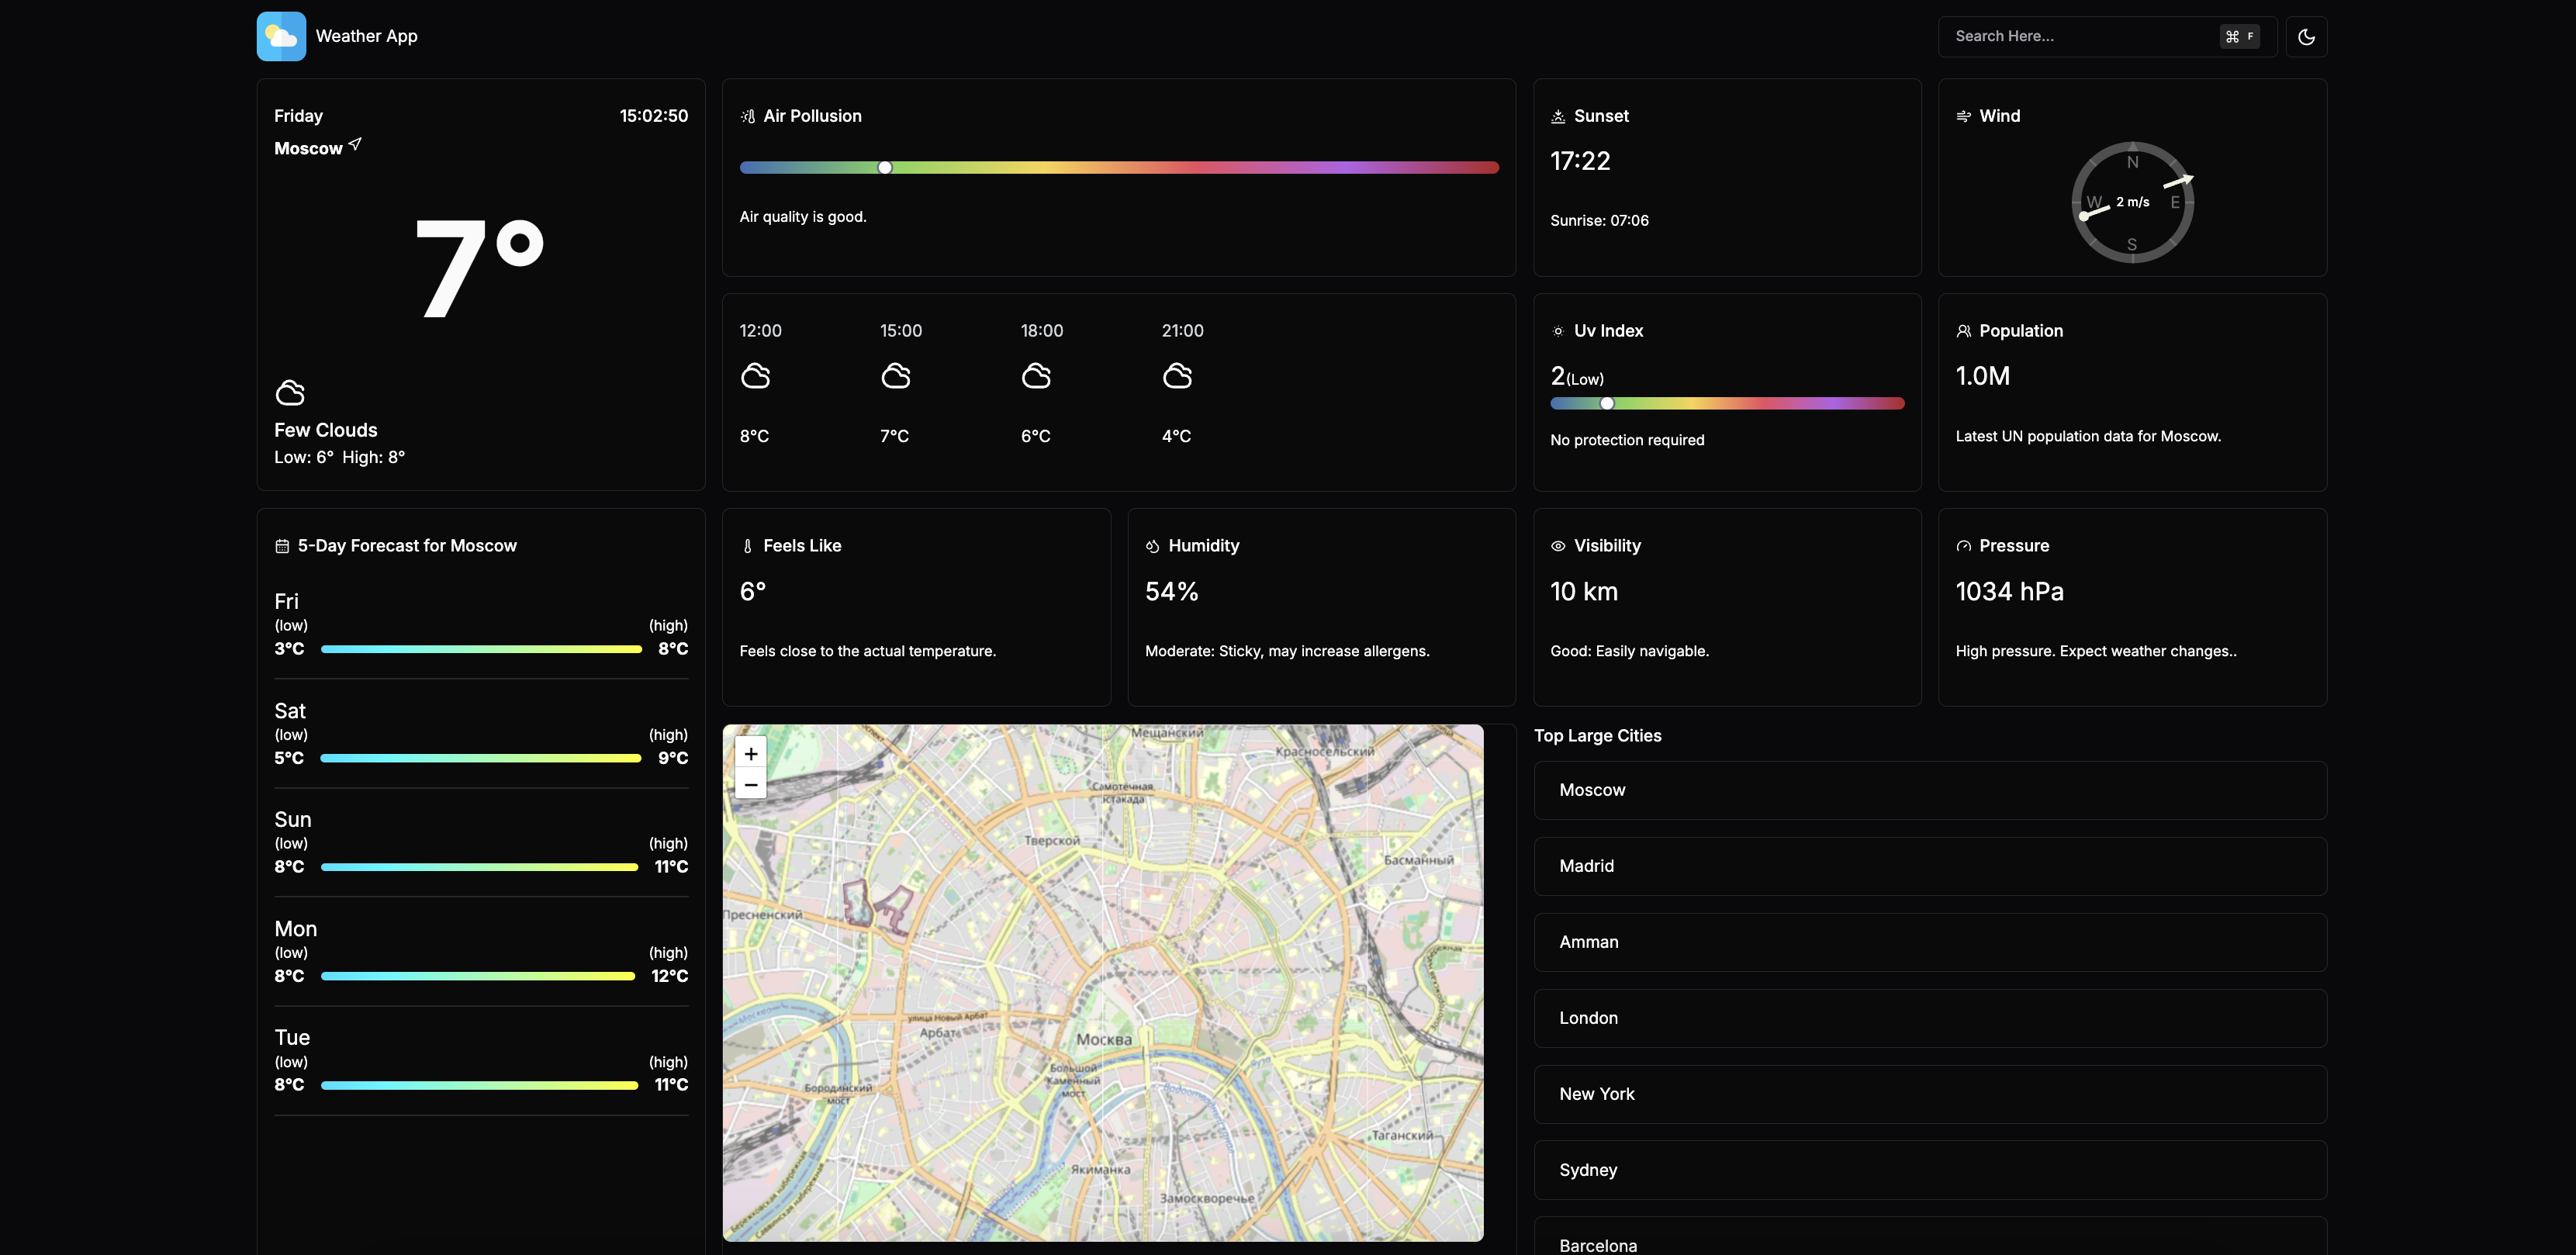 Weather App
Search Here...
⌘ F
Friday
15:02:50
Moscow
7°
Few Clouds
Low: 6° High: 8°
Air Pollusion
Air quality is good.
Sunset
17:22
Sunrise: 07:06
Wind
N
W 2 m/s E
S
12:00 15:00 18:00 21:00
8°C 7°C 6°C 4°C
Uv Index
2(Low)
No protection required
Population
1.0M
Latest UN population data for Moscow.
5-Day Forecast for Moscow
Fri
(low) (high)
3°C 8°C
Sat
(low) (high)
5°C 9°C
Sun
(low) (high)
8°C 11°C
Mon
(low) (high)
8°C 12°C
Tue
(low) (high)
8°C 11°C
Feels Like
6°
Feels close to the actual temperature.
Humidity
54%
Moderate: Sticky, may increase allergens.
Visibility
10 km
Good: Easily navigable.
Pressure
1034 hPa
High pressure. Expect weather changes..
+
−
Мещанский
Красносельский
Самотёчная
эстакада
Тверской
Басманный
Пресненский
улица Новый Арбат
Арбат
Москва
Большой
Каменный
мост
Бородинский
мост
Таганский
Якиманка
Замоскворечье
Бережковская набережная
Саввинская набережная
Top Large Cities
Moscow
Madrid
Amman
London
New York
Sydney
Barcelona